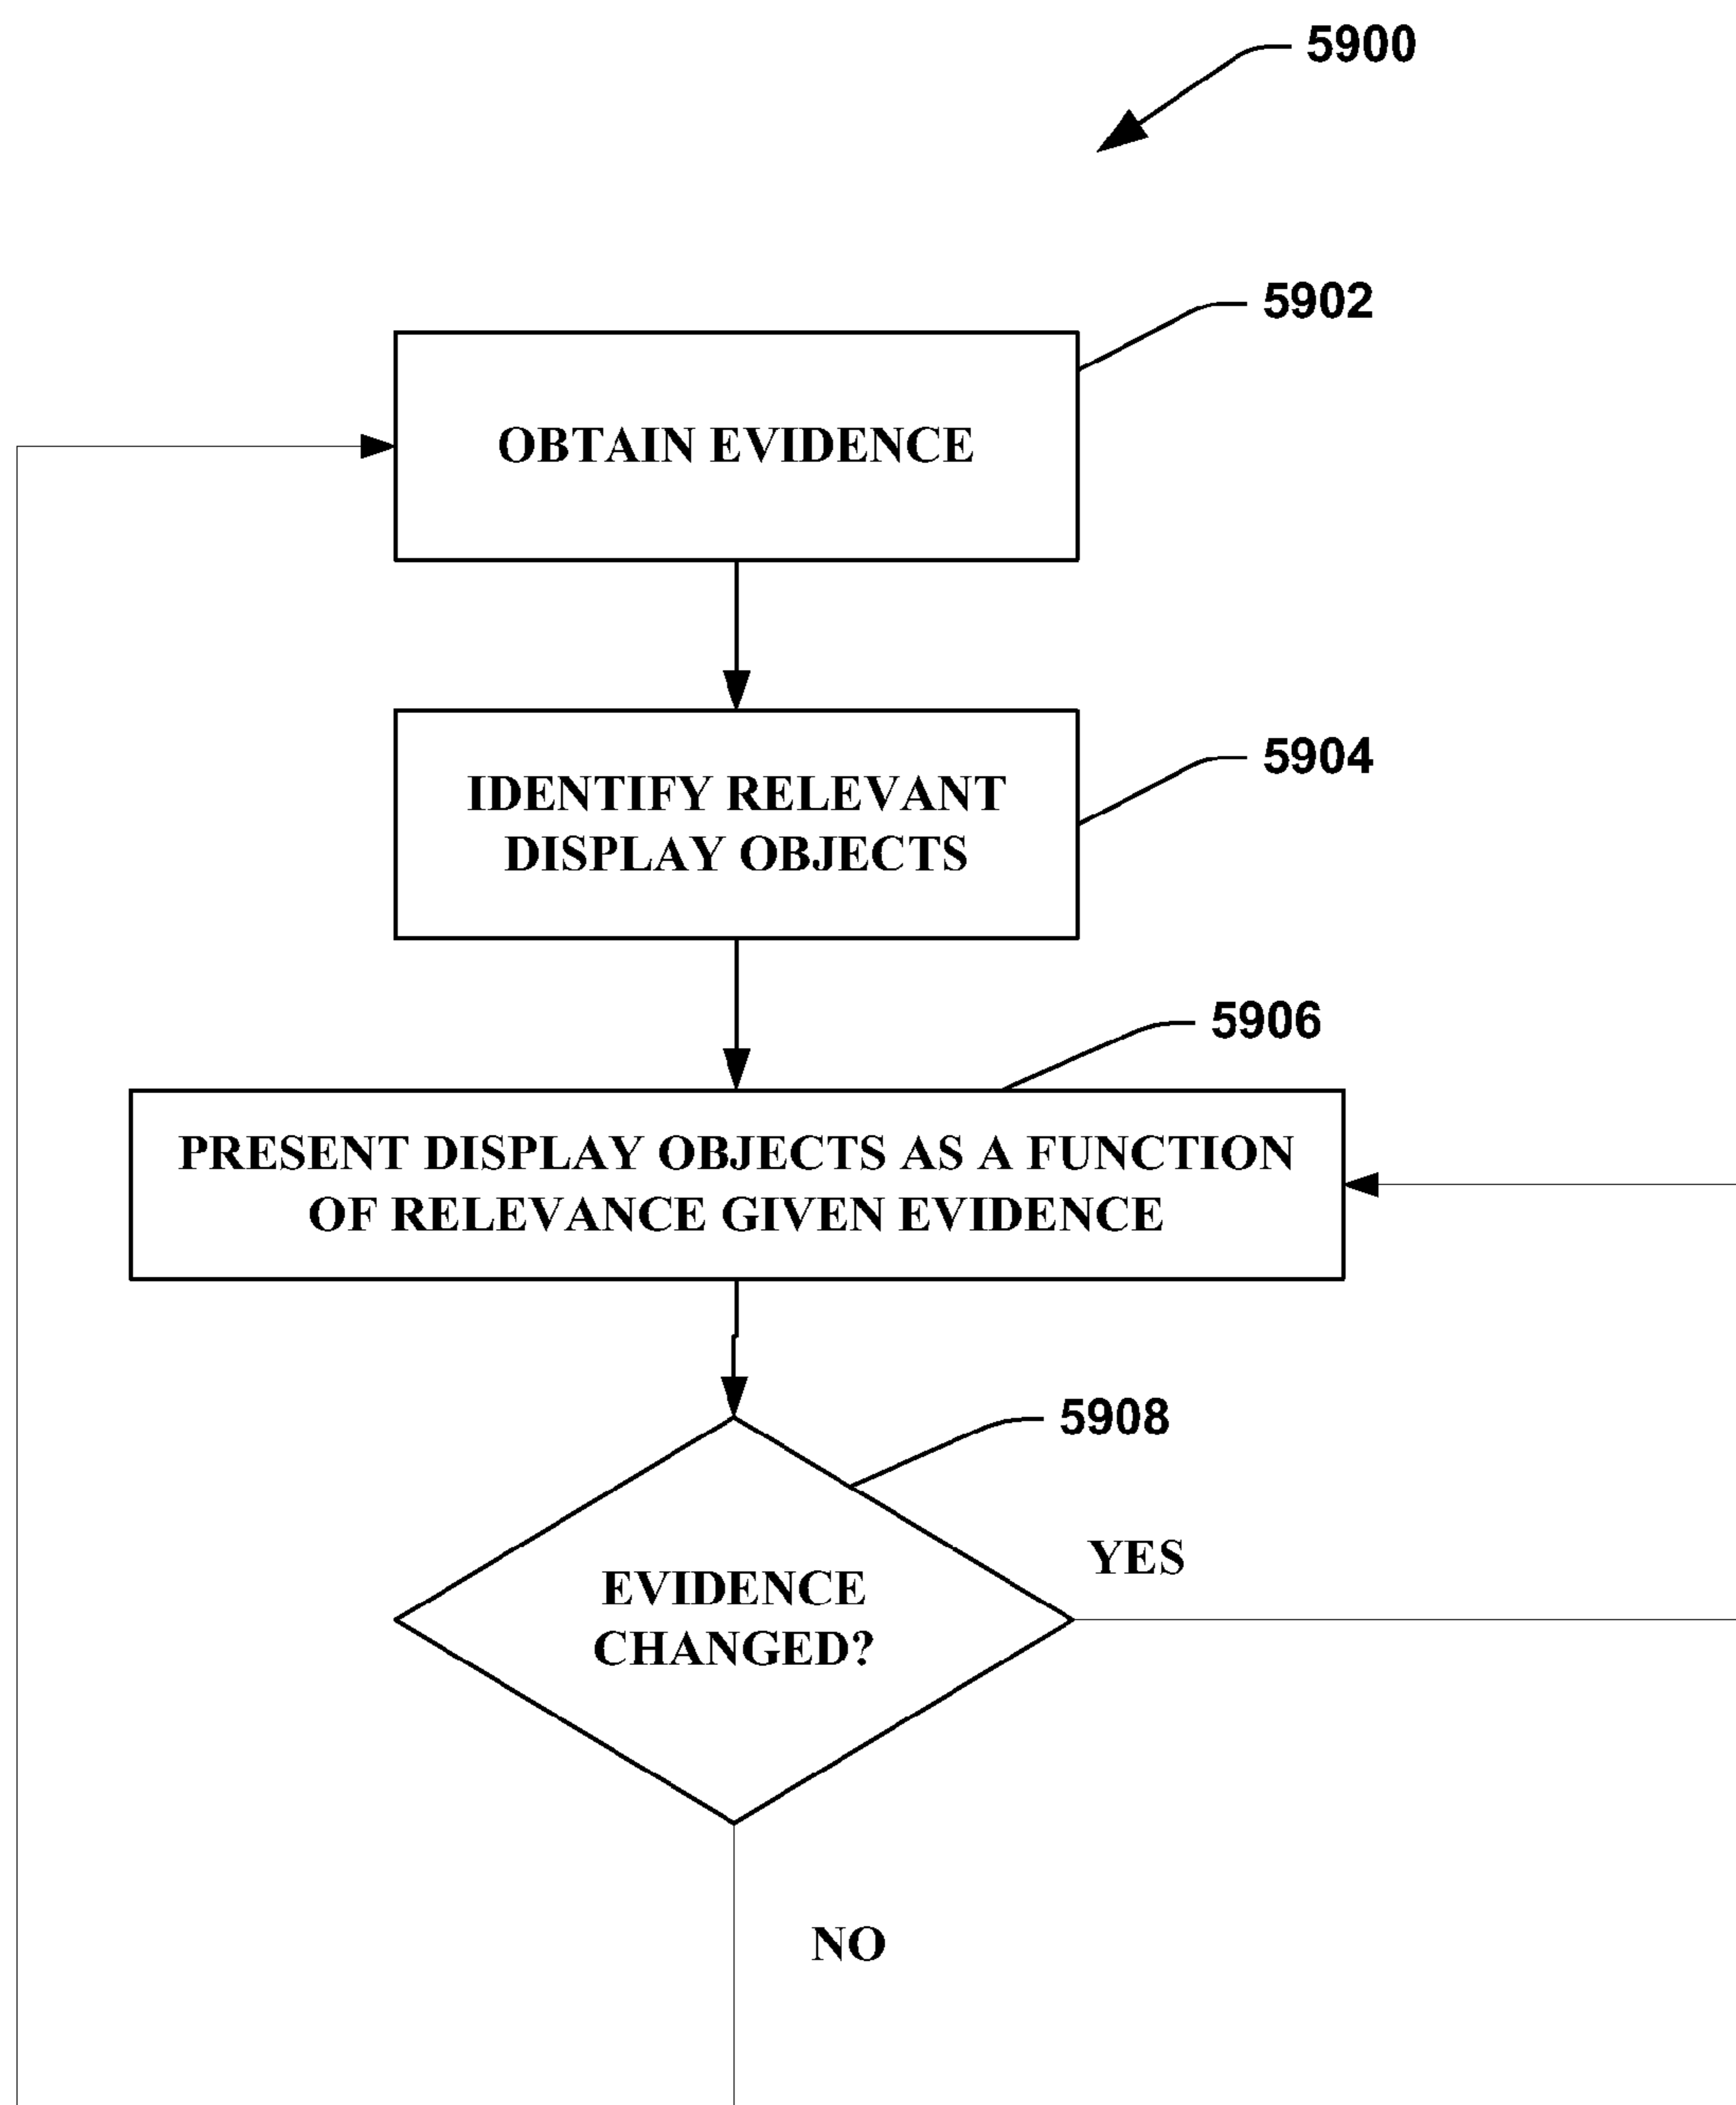 5900
5902
OBTAIN EVIDENCE
5904
IDENTIFY RELEVANT
DISPLAY OBJECTS
5906
PRESENT DISPLAY OBJECTS AS A FUNCTION
OF RELEVANCE GIVEN EVIDENCE
5908
YES
EVIDENCE
CHANGED?
NO